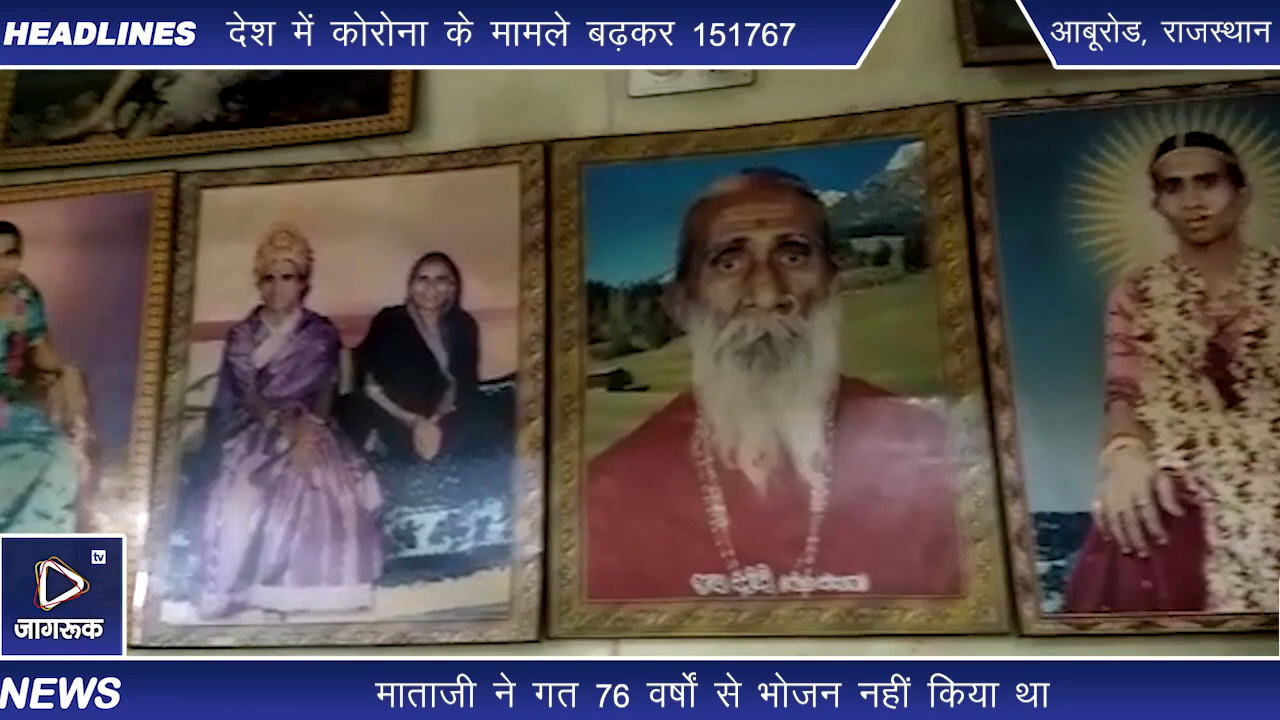 HEADLINES देश में कोरोना के मामले बढ़कर 151767
आबूरोड, राजस्थान
tv
जागरूक
NEWS माताजी ने गत 76 वर्षों से भोजन नहीं किया था